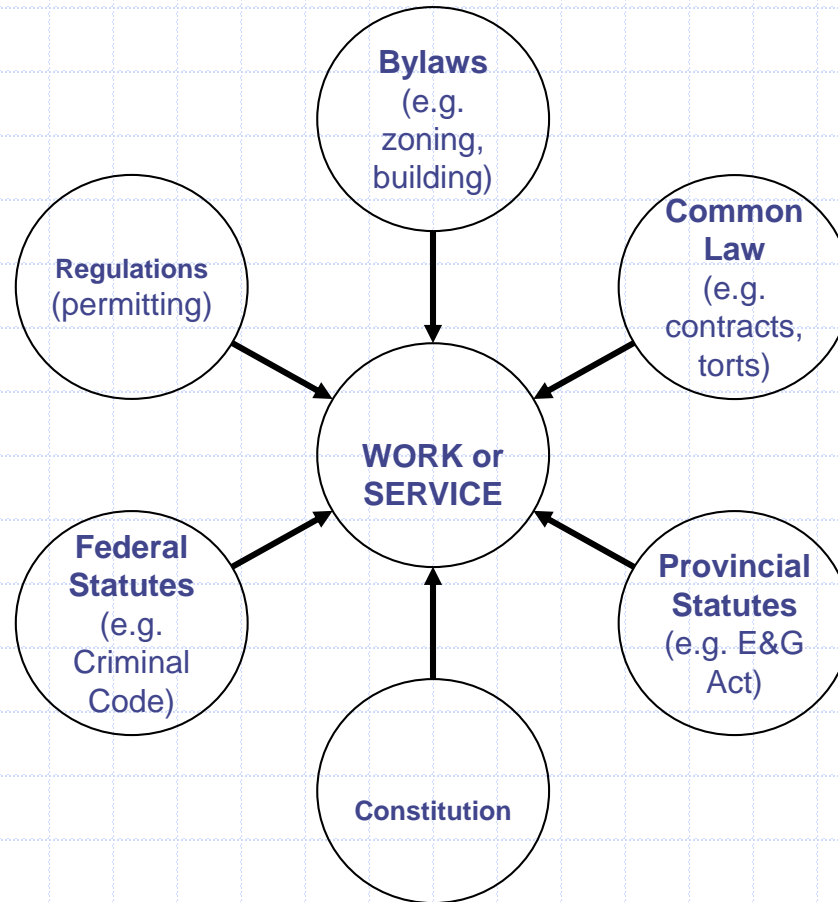 Bylaws
(e.g.
zoning,
building)
Common
Law
(e.g.
contracts,
torts)
Regulations
(permitting)
WORK or
SERVICE
Federal
Statutes
(e.g.
Criminal
Code)
Provincial
Statutes
(e.g. E&G
Act)
Constitution